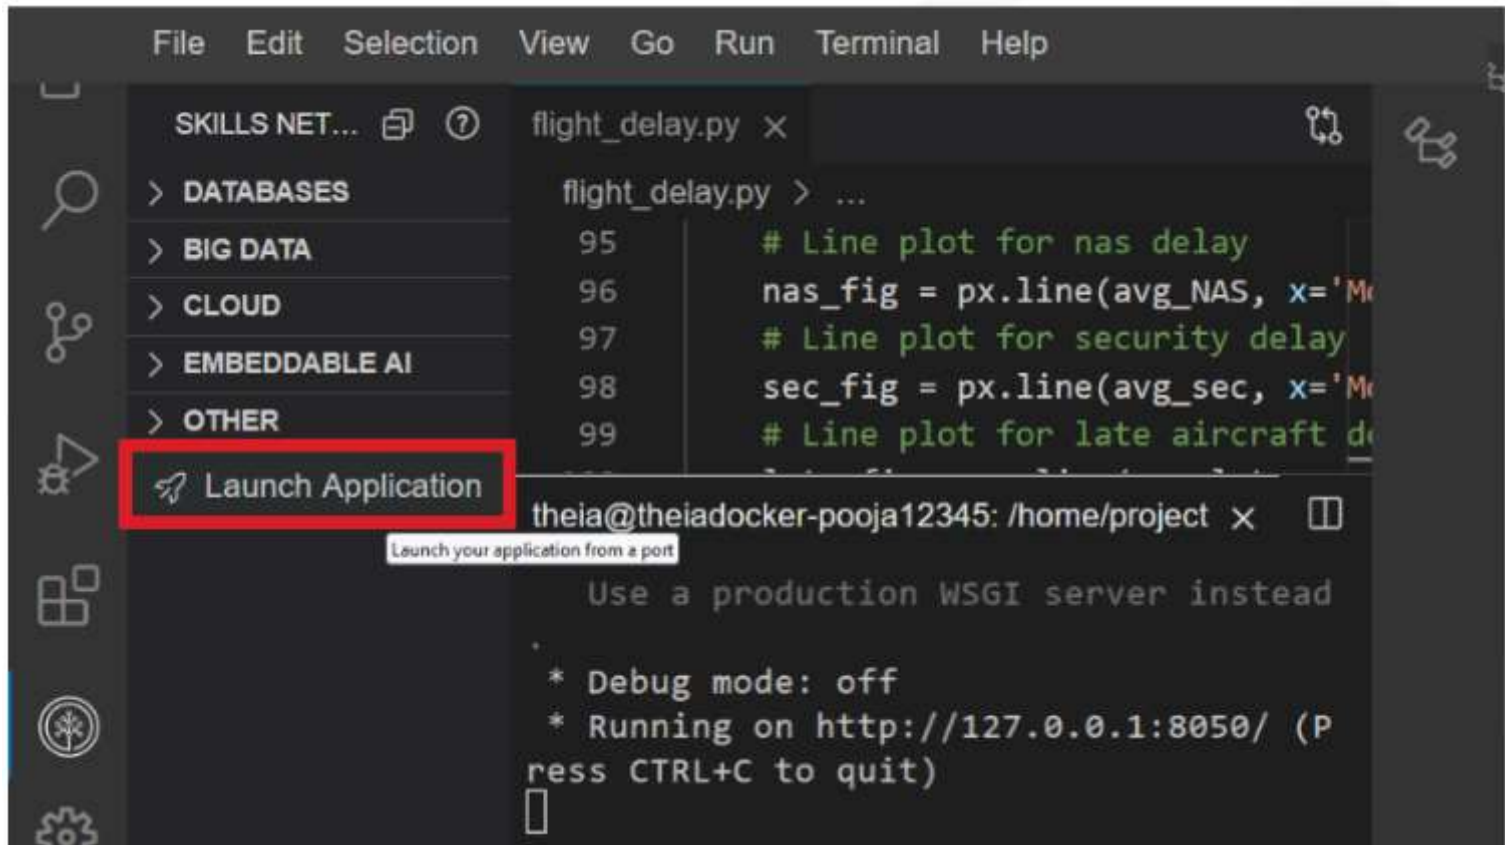 File Edit Selection View Go Run Terminal Help
SKILLS NET...
DATABASES
BIG DATA
CLOUD
EMBEDDABLE AI
OTHER
Launch Application
Launch your application from a port
flight_delay.py ×
flight_delay.py > ...
95 # Line plot for nas delay
96 nas_fig = px.line(avg_NAS, x='Mo
97 # Line plot for security delay
98 sec_fig = px.line(avg_sec, x='Mo
99 # Line plot for late aircraft de
theia@theiadocker-pooja12345: /home/project ×
Use a production WSGI server instead
.
* Debug mode: off
* Running on http://127.0.0.1:8050/ (P
ress CTRL+C to quit)